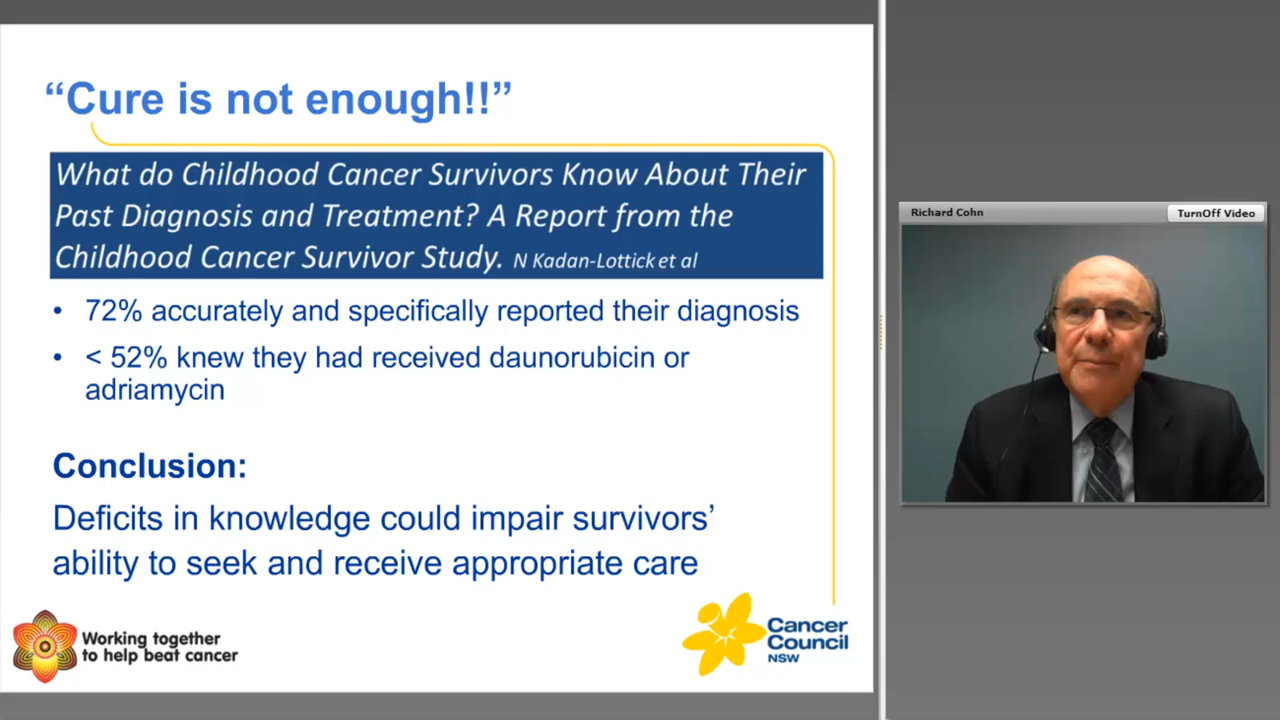 “Cure is not enough!!”
What do Childhood Cancer Survivors Know About Their
Past Diagnosis and Treatment? A Report from the
Childhood Cancer Survivor Study. N Kadan-Lottick et al
• 72% accurately and specifically reported their diagnosis
• < 52% knew they had received daunorubicin or
adriamycin
Conclusion:
Deficits in knowledge could impair survivors’
ability to seek and receive appropriate care
Working together
to help beat cancer
Cancer
Council
NSW
Richard Cohn
TurnOff Video